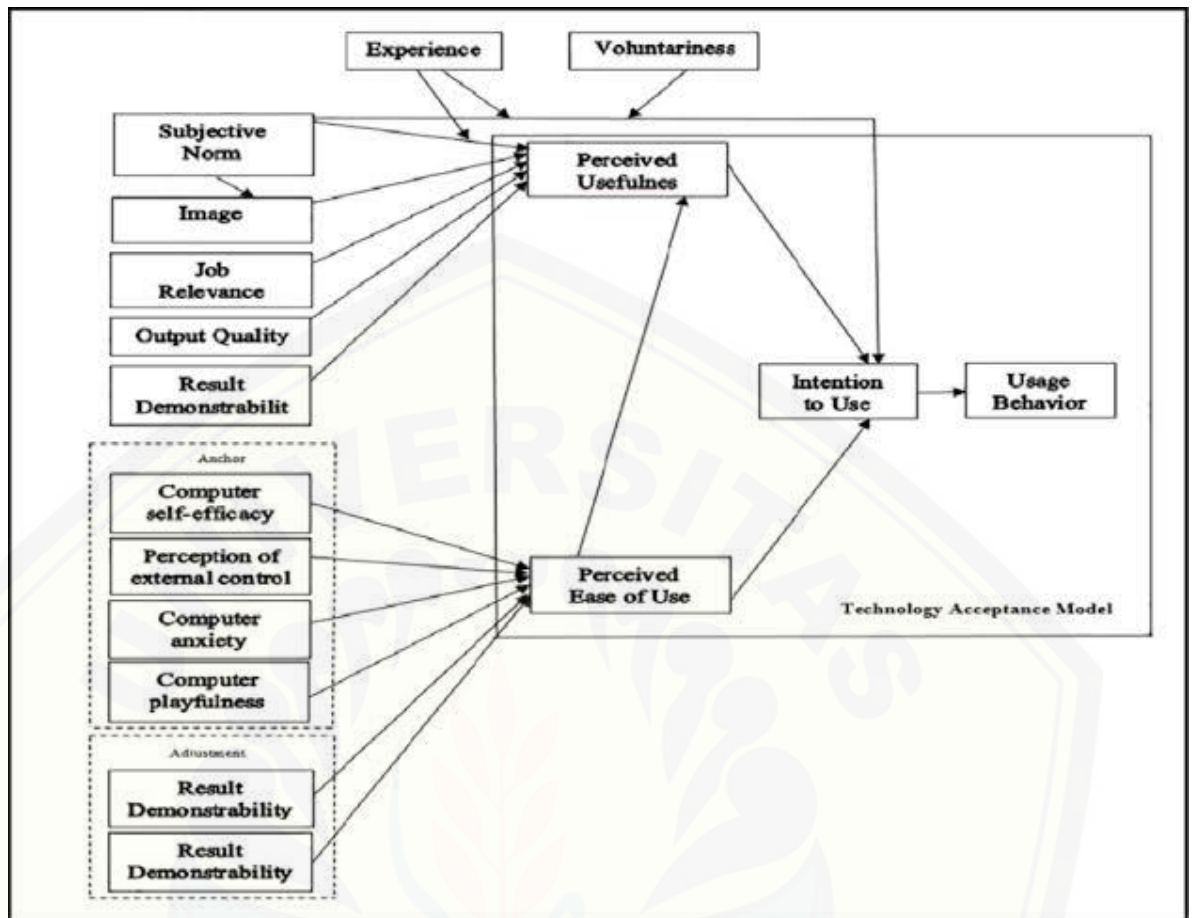 Experience
Voluntariness
Subjective
Norm
Image
Job
Relevance
Output Quality
Result
Demonstrabilit
Perceived
Usefulnes
Intention
to Use
Usage
Behavior
Anchor
Computer
self-efficacy
Perception of
external control
Computer
anxiety
Computer
playfulness
Perceived
Ease of Use
Technology Acceptance Model
Adjustment
Result
Demonstrability
Result
Demonstrability
UNIVERSITAS